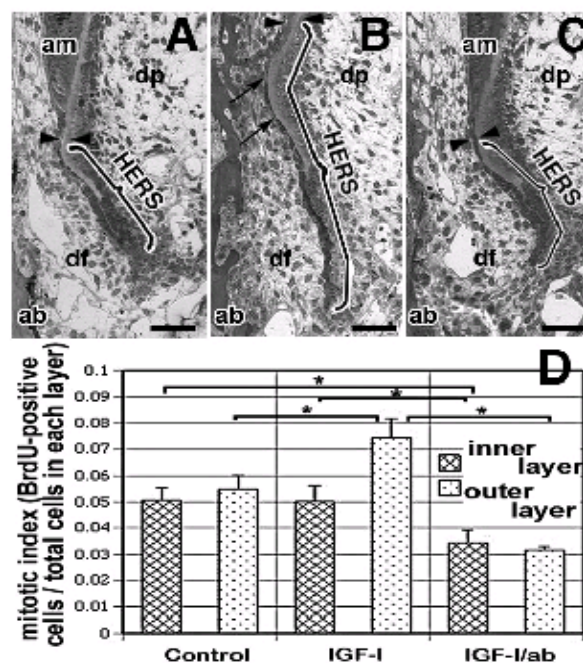 A
B
C
am
am
dp
dp
dp
HERS
HERS
HERS
df
df
df
ab
ab
ab
D
mitotic index (BrdU-positive
cells / total cells in each layer)
0.1
0.09
0.08
0.07
0.06
0.05
0.04
0.03
0.02
0.01
0
*
*
*
*
inner
layer
outer
layer
Control
IGF-I
IGF-I/ab